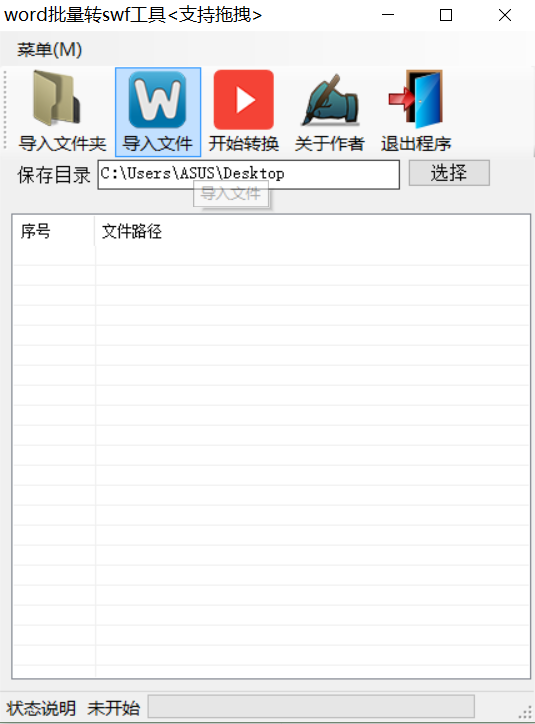 word批量转swf工具<支持拖拽>
菜单(M)
导入文件夹 导入文件 开始转换 关于作者 退出程序
保存目录 C:\Users\ASUS\Desktop 选择
导入文件
序号 文件路径
状态说明 未开始